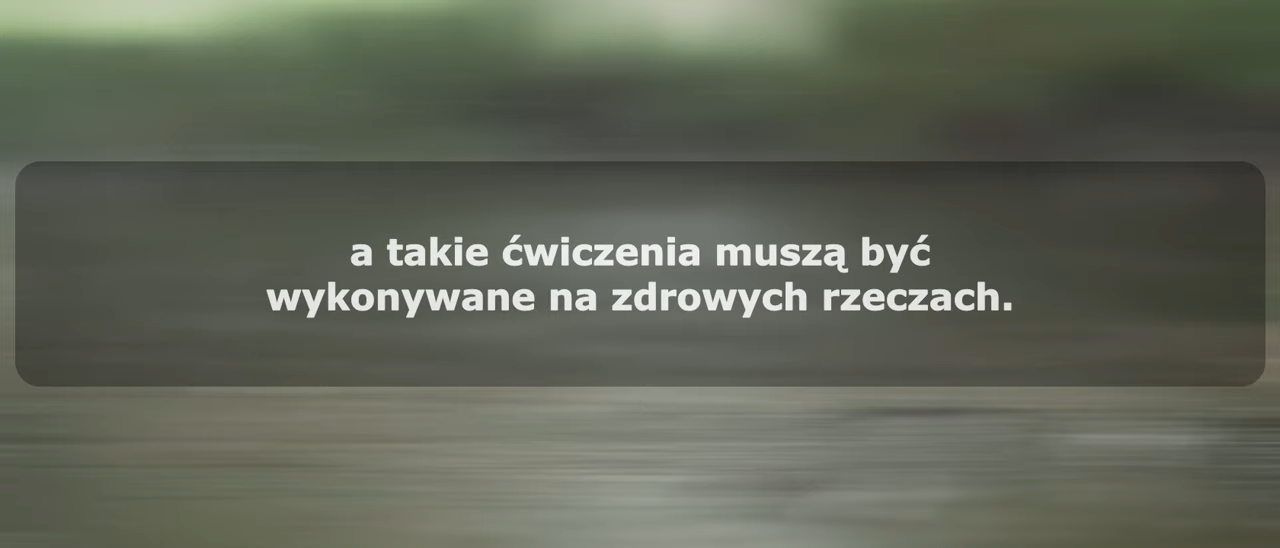 a takie ćwiczenia muszą być
wykonywane na zdrowych rzeczach.